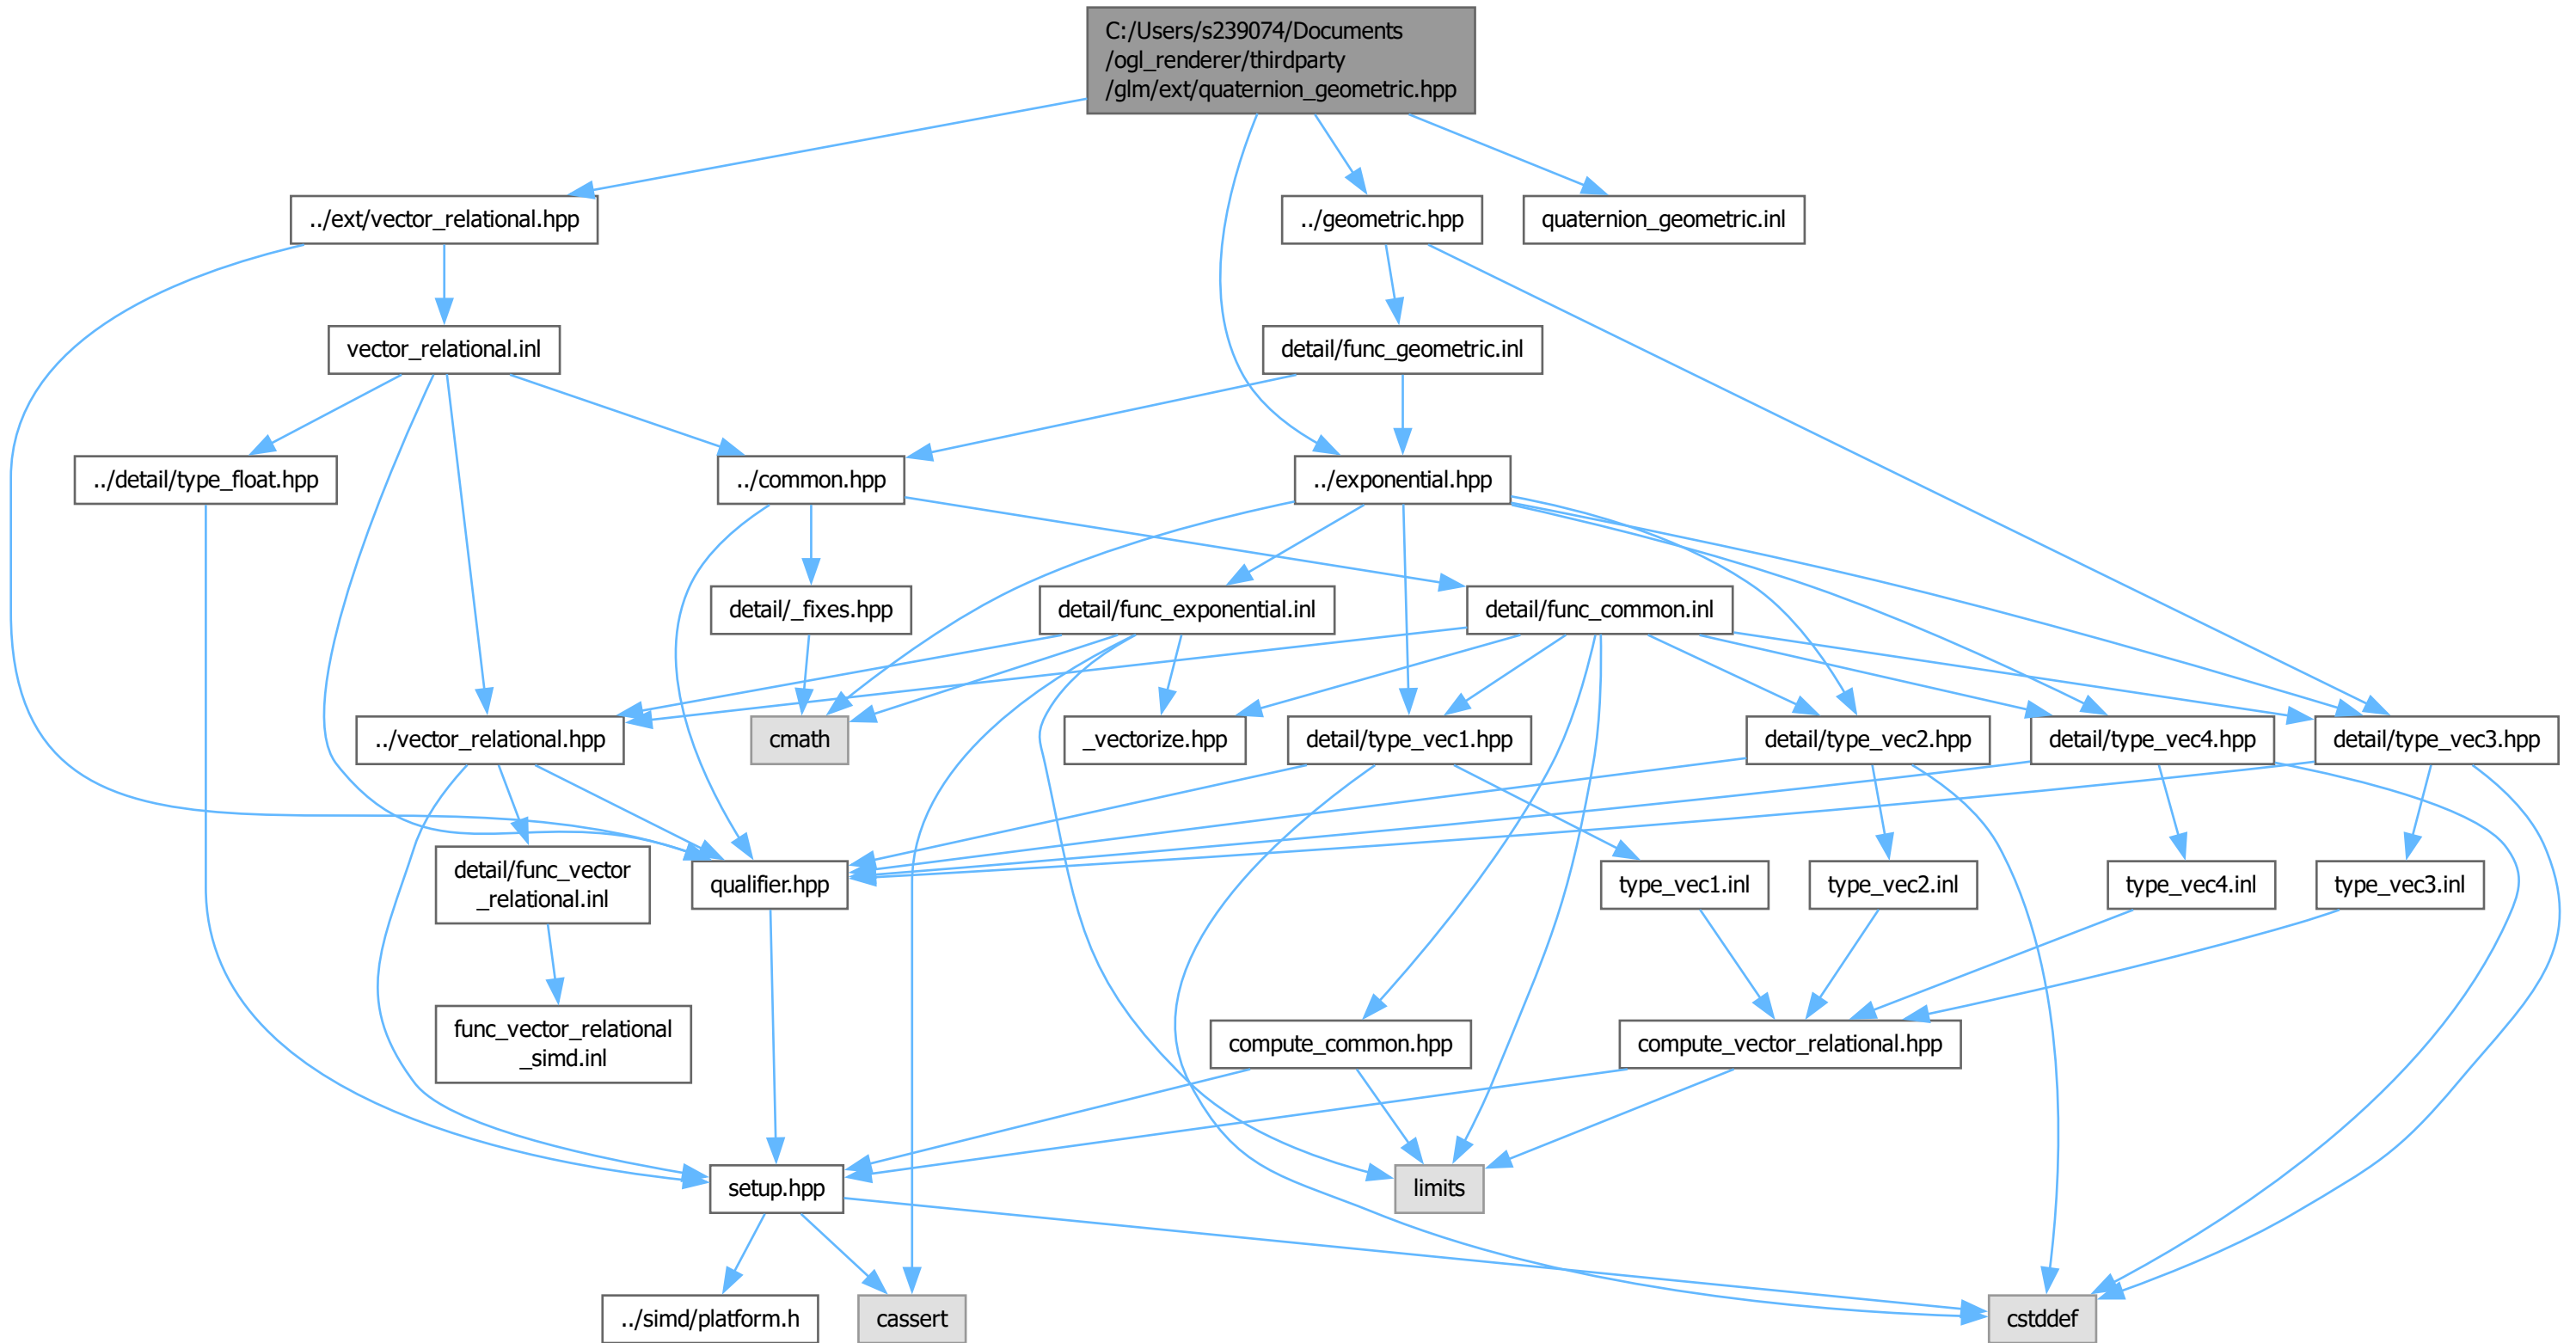 C:/Users/s239074/Documents
/ogl_renderer/thirdparty
/glm/ext/quaternion_geometric.hpp
../ext/vector_relational.hpp
../geometric.hpp
quaternion_geometric.inl
vector_relational.inl
detail/func_geometric.inl
../detail/type_float.hpp
../common.hpp
../exponential.hpp
detail/_fixes.hpp
detail/func_exponential.inl
detail/func_common.inl
../vector_relational.hpp
cmath
_vectorize.hpp
detail/type_vec1.hpp
detail/type_vec2.hpp
detail/type_vec4.hpp
detail/type_vec3.hpp
detail/func_vector
_relational.inl
qualifier.hpp
type_vec1.inl
type_vec2.inl
type_vec4.inl
type_vec3.inl
func_vector_relational
_simd.inl
compute_common.hpp
compute_vector_relational.hpp
setup.hpp
limits
../simd/platform.h
cassert
cstddef